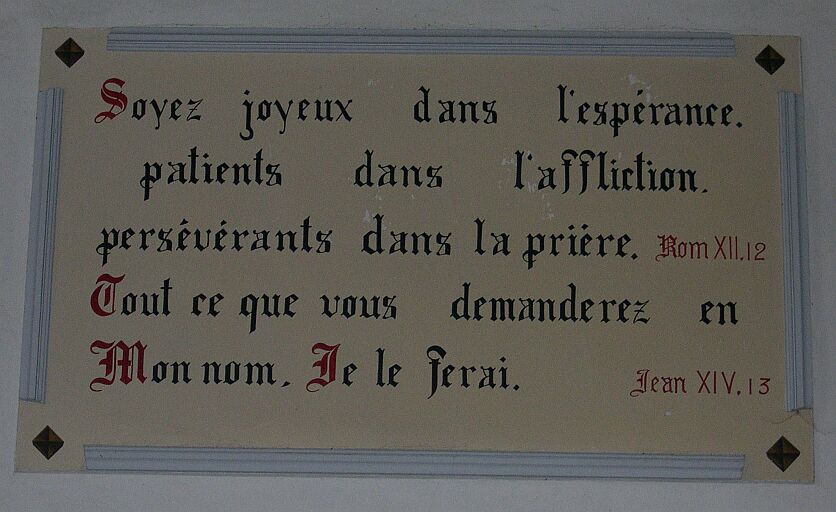 Soyez joyeux dans l'espérance.
patients dans l'affliction.
persévérants dans la priére. Rom XII.12
Tout ce que vous demanderez en
Mon nom. Je le ferai. Jean XIV.13